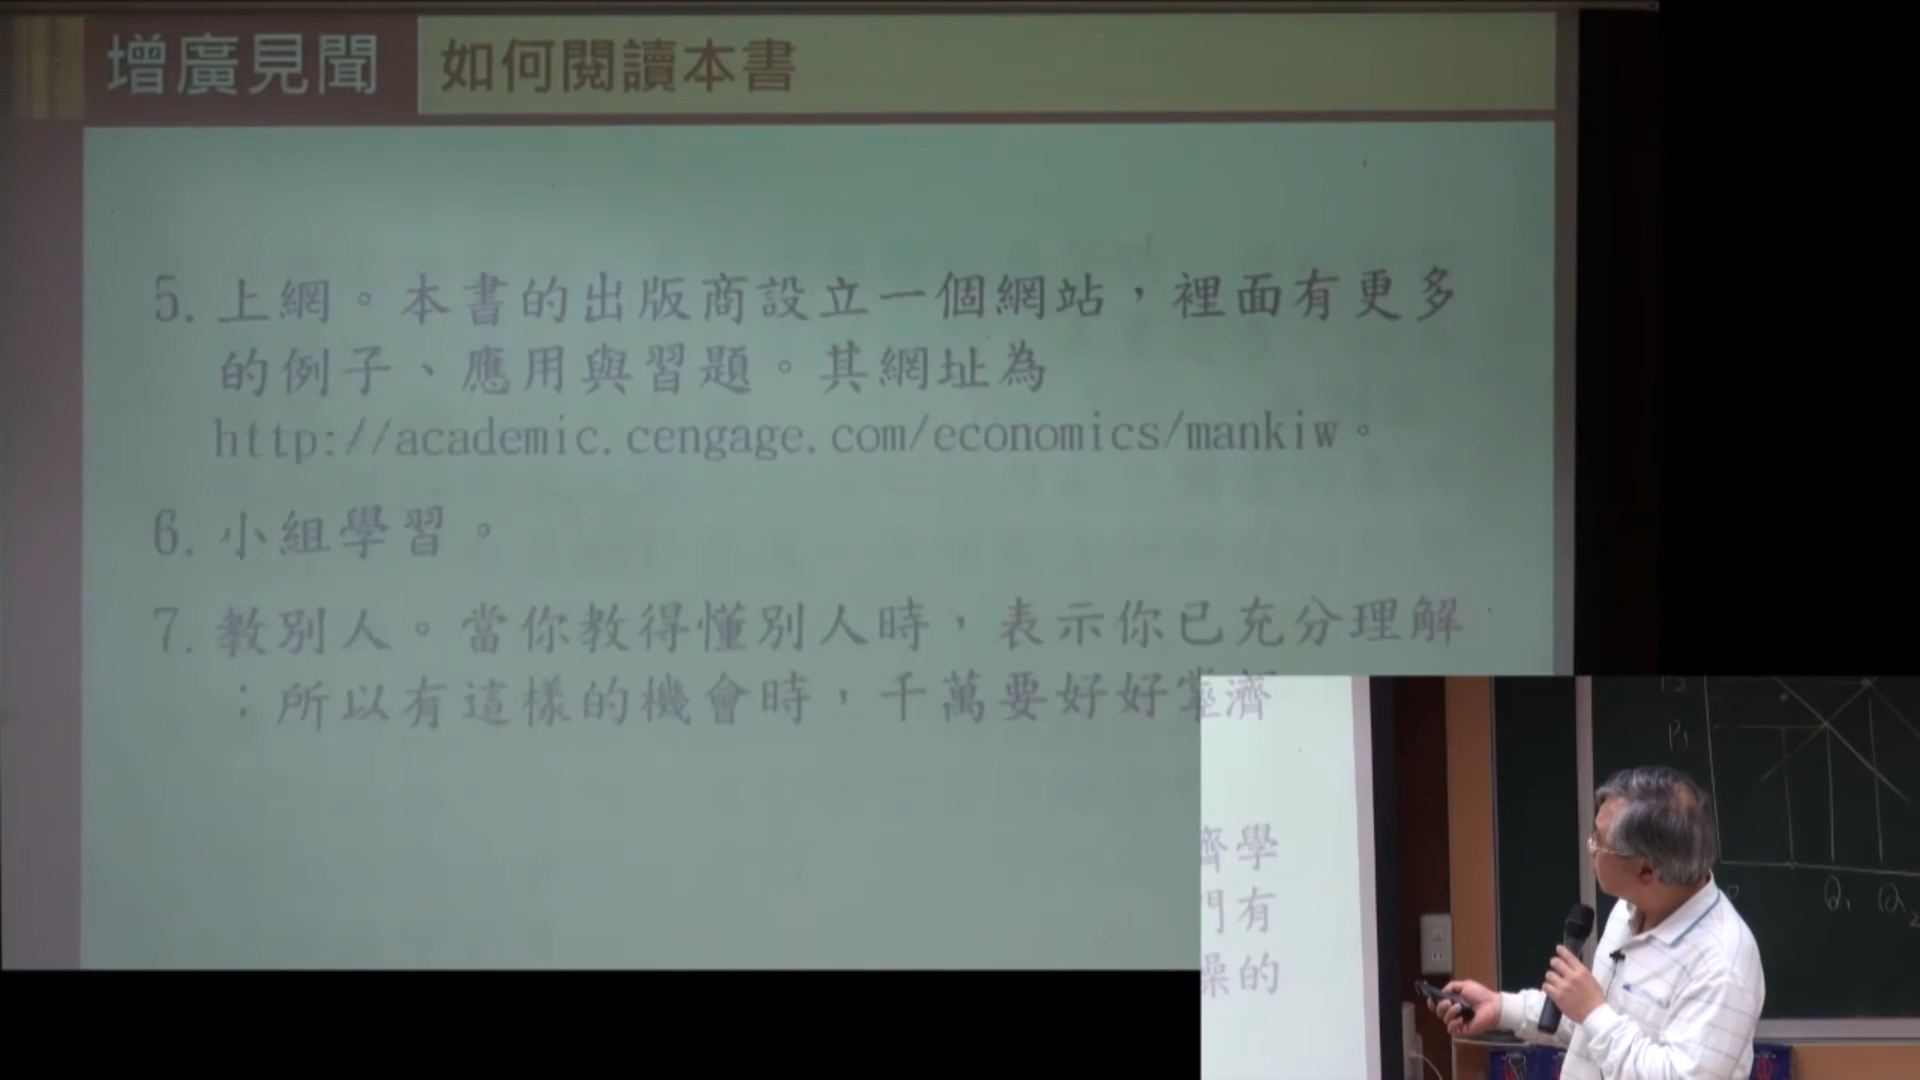 增廣見聞 如何閱讀本書
5. 上網。本書的出版商設立一個網站，裡面有更多
的例子、應用與習題。其網址為
http://academic.cengage.com/economics/mankiw。
6. 小組學習。
7. 教別人。當你教得懂別人時，表示你已充分理解
；所以有這樣的機會時，千萬要好好
濟
P1
濟學
門有
燥的
Q1 Q2